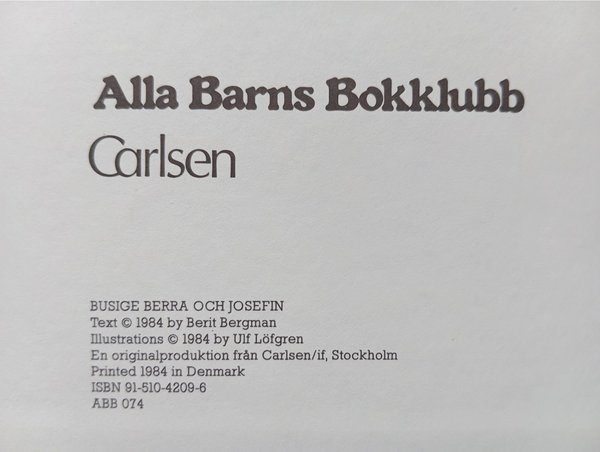 Alla Barns Bokklubb
Carlsen
BUSIGE BERRA OCH JOSEFIN
Text © 1984 by Berit Bergman
Illustrations © 1984 by Ulf Löfgren
En originalproduktion från Carlsen/if, Stockholm
Printed 1984 in Denmark
ISBN 91-510-4209-6
ABB 074